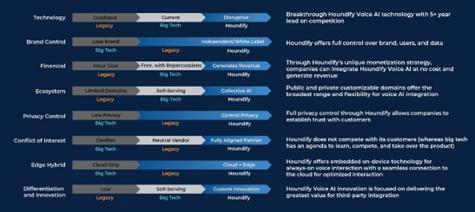 Technology
Outdated
Current
Disruptive
Legacy
Big Tech
Houndify
Breakthrough Houndify Voice AI technology with 5+ year
lead on competition
Brand Control
Lose Brand
Independent/White Label
Big Tech
Legacy
Houndify
Houndify offers full control over brand, users, and data
Financial
Incur Cost
Free, with Repercussions
Generates Revenue
Legacy
Big Tech
Houndify
Through Houndify's unique monetization strategy,
companies can integrate Houndify Voice AI at no cost and
generate revenue
Ecosystem
Limited Domains
Self-Serving
Collective AI
Legacy
Big Tech
Houndify
Public and private customizable domains offer the
broadest range and flexibility for voice AI integration
Privacy Control
Low Privacy
Control Privacy
Big Tech
Legacy
Houndify
Full privacy control through Houndify allows companies to
establish trust with customers
Conflict of Interest
Conflict
Neutral Vendor
Fully Aligned Partner
Big Tech
Legacy
Houndify
Houndify does not compete with its customers (whereas big tech
has an agenda to learn, compete, and take over the product)
Edge Hybrid
Cloud Only
Cloud + Edge
Big Tech
Legacy
Houndify
Houndify offers embedded on-device technology for
always-on voice interaction with a seamless connection to
the cloud for optimized interaction
Differentiation
and Innovation
Low
Self-Serving
Custom Innovation
Legacy
Big Tech
Houndify
Houndify Voice AI innovation is focused on delivering the
greatest value for third-party integration